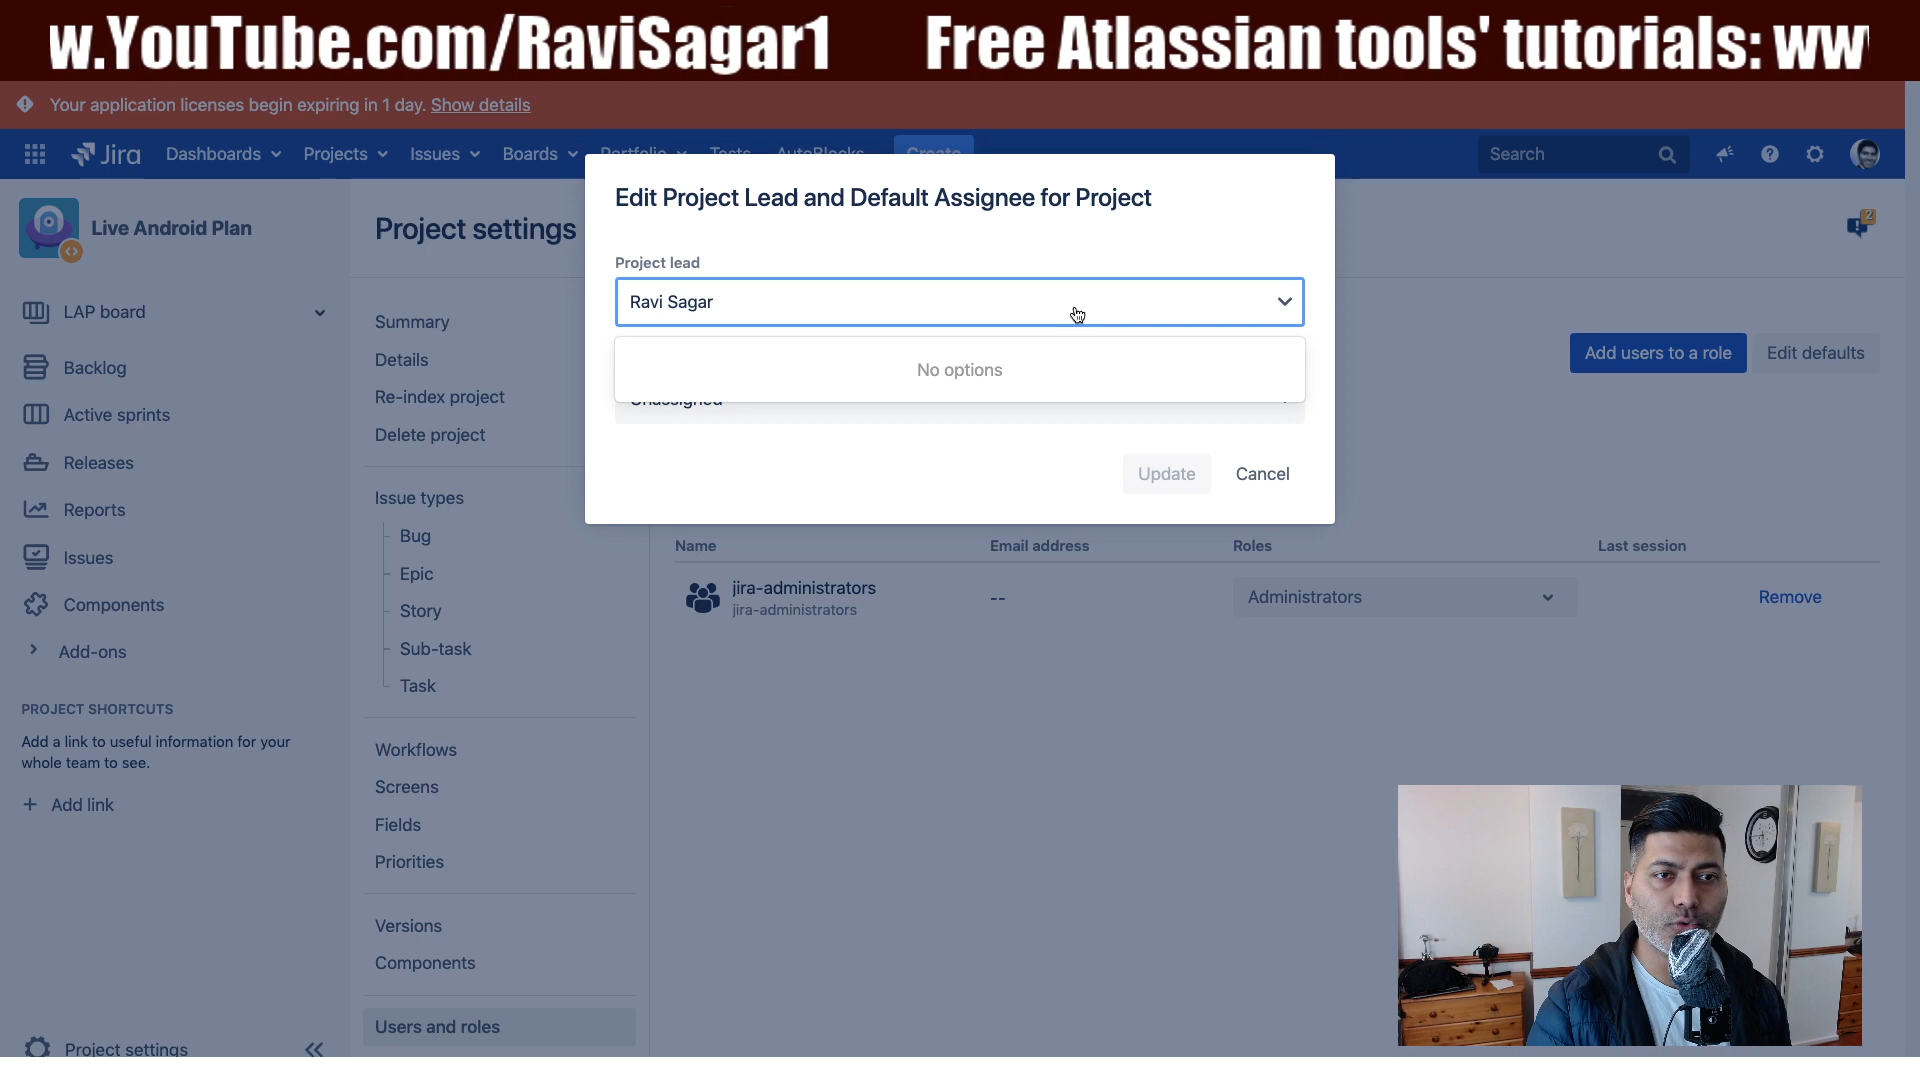 w.YouTube.com/RaviSagar1 Free Atlassian tools' tutorials: ww
Your application licenses begin expiring in 1 day. Show details
Jira Dashboards Projects Issues Boards Portfolio Tests AutoBlocks Create Search
Live Android Plan
LAP board
Backlog
Active sprints
Releases
Reports
Issues
Components
Add-ons
PROJECT SHORTCUTS
Add a link to useful information for your
whole team to see.
+ Add link
Project settings
Project settings
2
Summary
Details
Re-index project
Delete project
Issue types
Bug
Epic
Story
Sub-task
Task
Workflows
Screens
Fields
Priorities
Versions
Components
Users and roles
Edit Project Lead and Default Assignee for Project
Project lead
Ravi Sagar
No options
Unassigned
Update Cancel
Add users to a role Edit defaults
Name Email address Roles Last session
jira-administrators -- Administrators Remove
jira-administrators